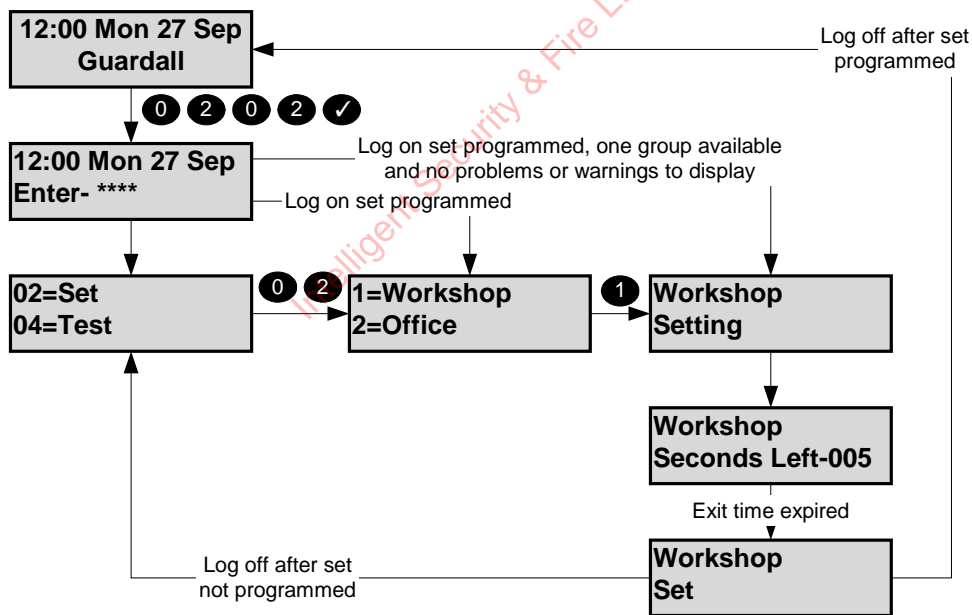 12:00 Mon 27 Sep
Guardall
Log off after set
programmed
0 2 0 2 ✓
12:00 Mon 27 Sep
Enter- ****
Log on set programmed, one group available
and no problems or warnings to display
Log on set programmed
02=Set
04=Test
0 2
1=Workshop
2=Office
1
Workshop
Setting
Workshop
Seconds Left-005
Exit time expired
Log off after set
not programmed
Workshop
Set
Intelligent Security & Fire